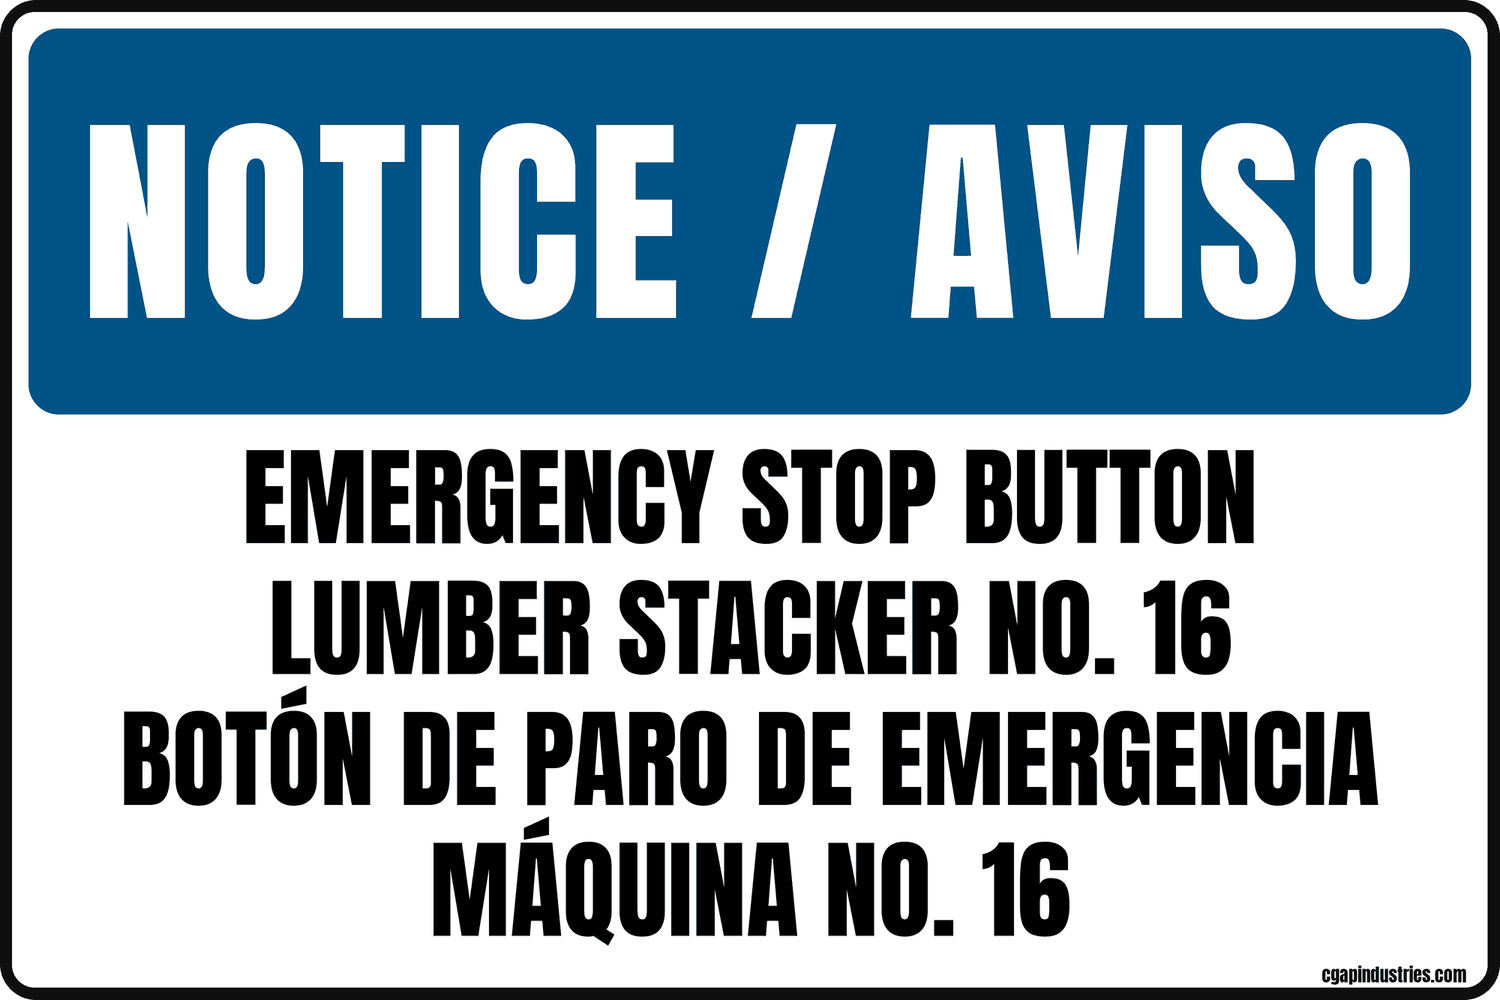 NOTICE / AVISO
EMERGENCY STOP BUTTON
LUMBER STACKER NO. 16
BOTÓN DE PARO DE EMERGENCIA
MÁQUINA NO. 16
cgapindustries.com